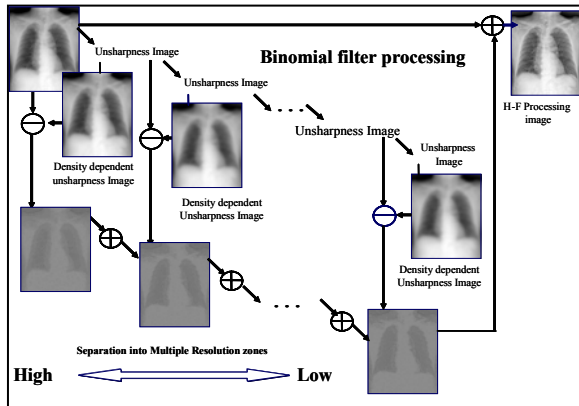 Unsharpness Image
Binomial filter processing
Unsharpness Image
H-F Processing
image
. . . .
Unsharpness Image
Unsharpness
Image
Density dependent
unsharpness Image
Density dependent
Unsharpness Image
Density dependent
Unsharpness Image
. . .
Separation into Multiple Resolution zones
High
Low